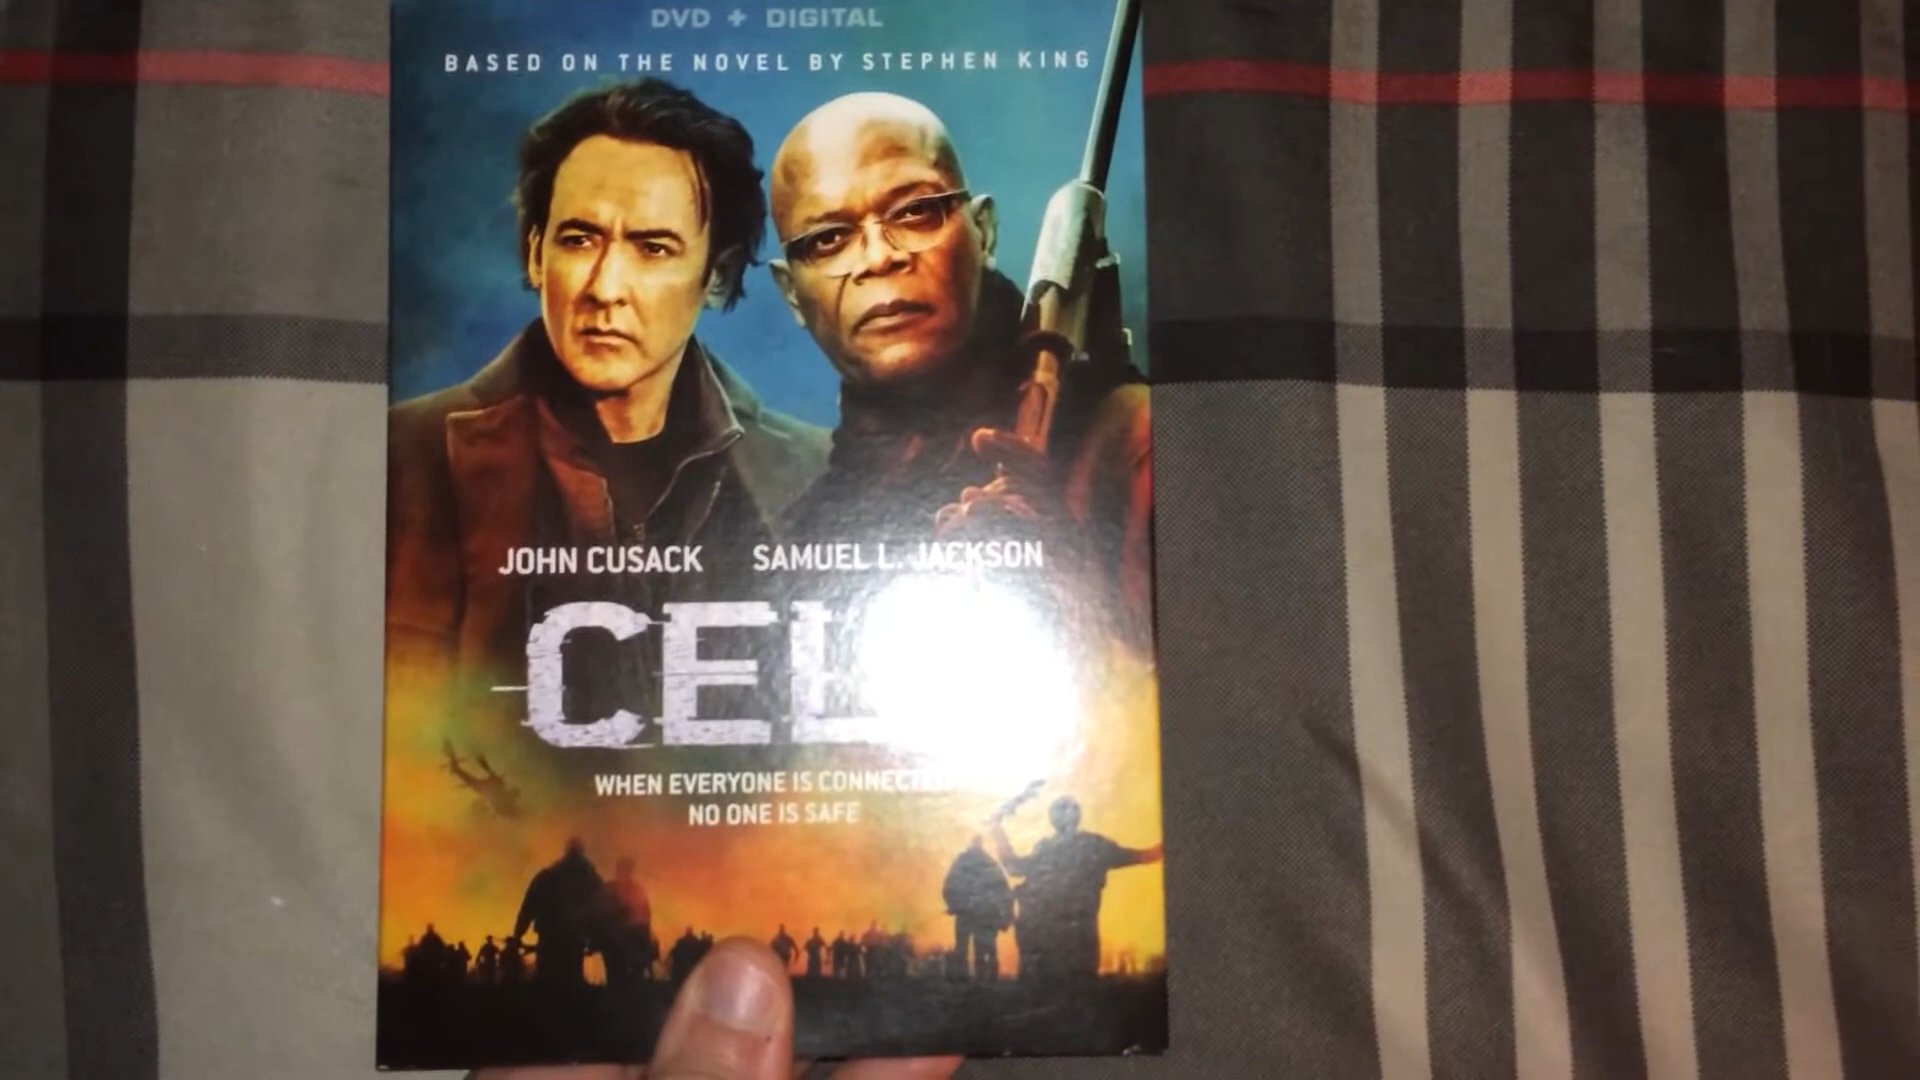 DVD + DIGITAL
BASED ON THE NOVEL BY STEPHEN KING
JOHN CUSACK SAMUEL L. JACKSON
CELL
WHEN EVERYONE IS CONNECTED
NO ONE IS SAFE